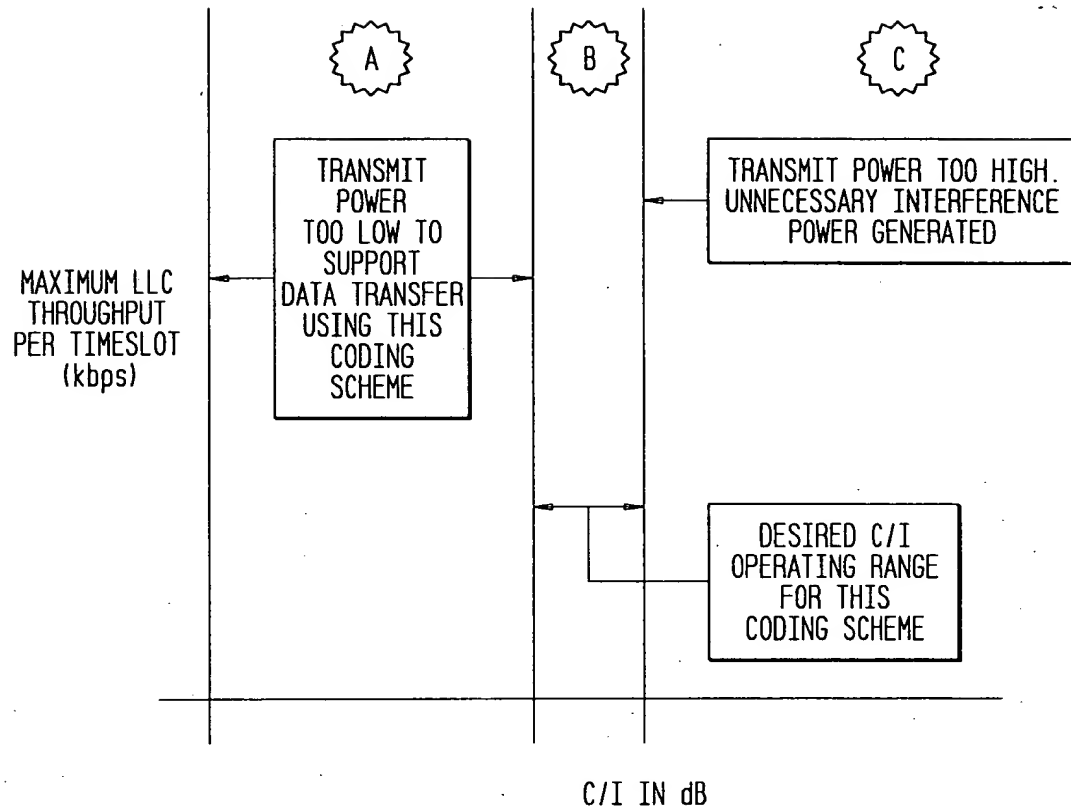 A
B
C
TRANSMIT
POWER
TOO LOW TO
SUPPORT
DATA TRANSFER
USING THIS
CODING
SCHEME
TRANSMIT POWER TOO HIGH.
UNNECESSARY INTERFERENCE
POWER GENERATED
MAXIMUM LLC
THROUGHPUT
PER TIMESLOT
(kbps)
DESIRED C/I
OPERATING RANGE
FOR THIS
CODING SCHEME
C/I IN dB